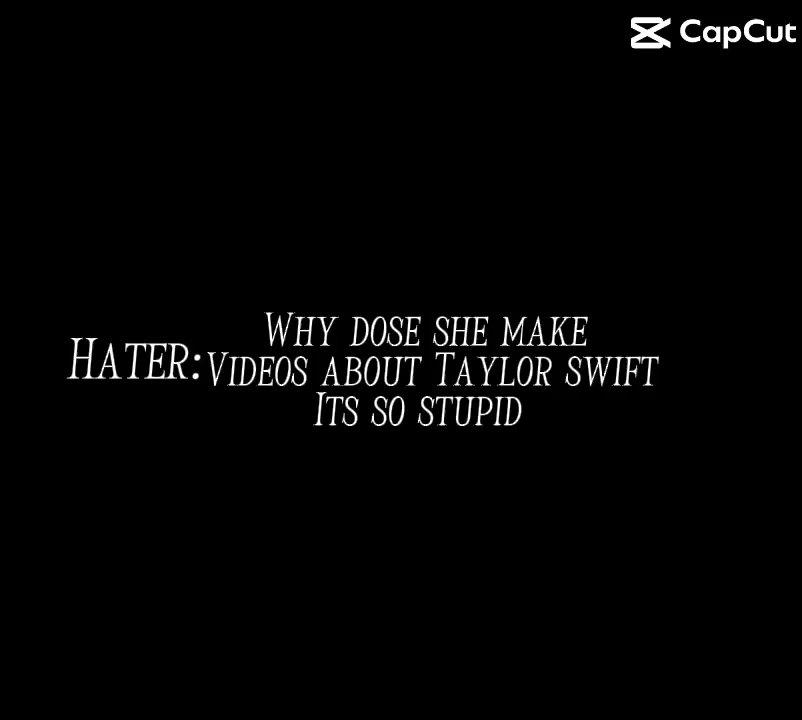 CapCut
HATER:
WHY DOSE SHE MAKE
VIDEOS ABOUT TAYLOR SWIFT
ITS SO STUPID